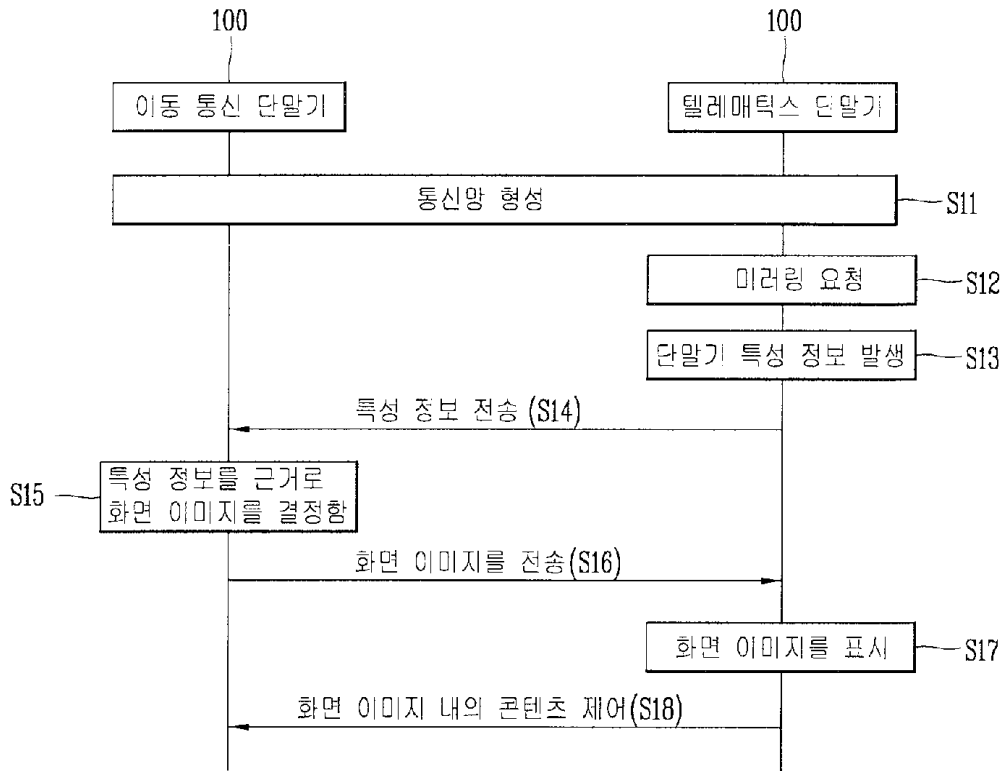 100
100
이동 통신 단말기
텔레매틱스 단말기
통신망 형성
S11
미러링 요청
S12
단말기 특성 정보 발생
S13
특성 정보 전송 (S14)
S15
특성 정보를 근거로
화면 이미지를 결정함
화면 이미지를 전송(S16)
화면 이미지를 표시
S17
화면 이미지 내의 콘텐츠 제어(S18)